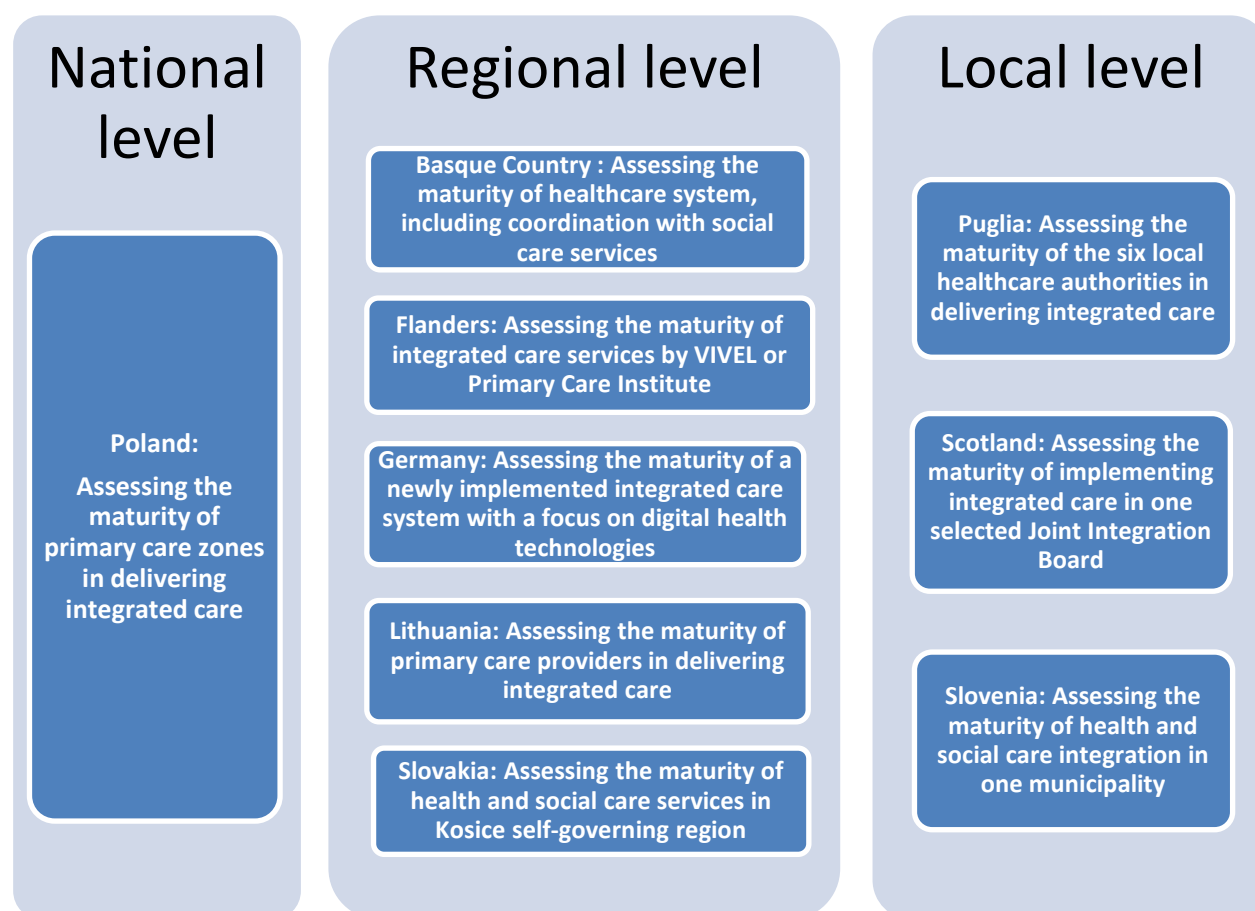 National
level
Poland:
Assessing the
maturity of
primary care zones
in delivering
integrated care
Regional level
Basque Country : Assessing the
maturity of healthcare system,
including coordination with social
care services
Flanders: Assessing the maturity of
integrated care services by VIVEL or
Primary Care Institute
Germany: Assessing the maturity of a
newly implemented integrated care
system with a focus on digital health
technologies
Lithuania: Assessing the maturity of
primary care providers in delivering
integrated care
Slovakia: Assessing the maturity of
health and social care services in
Kosice self-governing region
Local level
Puglia: Assessing the
maturity of the six local
healthcare authorities in
delivering integrated care
Scotland: Assessing the
maturity of implementing
integrated care in one
selected Joint Integration
Board
Slovenia: Assessing the
maturity of health and
social care integration in
one municipality